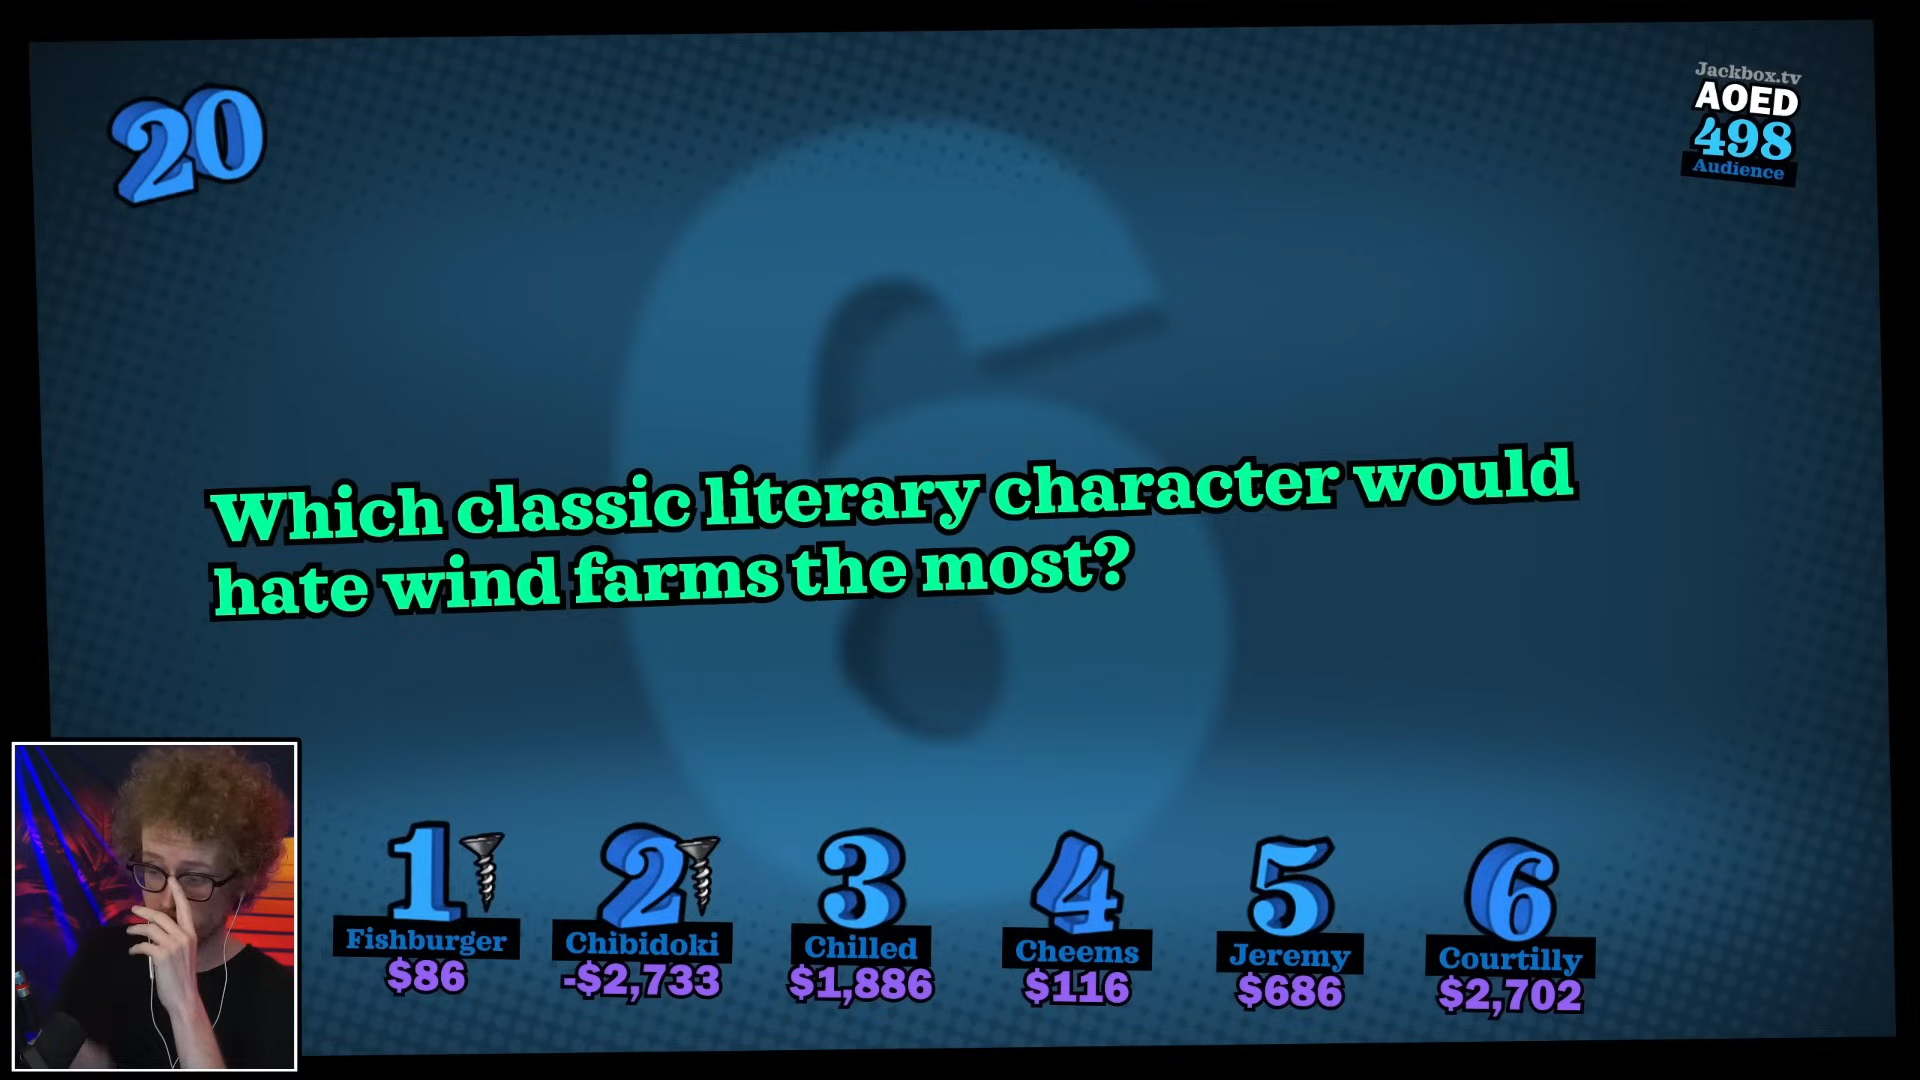 20
Jackbox.tv
AOED
498
Audience
6
Which classic literary character would
hate wind farms the most?
1 2 3 4 5 6
Fishburger Chibidoki Chilled Cheems Jeremy Courtilly
$86 -$2,733 $1,886 $116 $686 $2,702